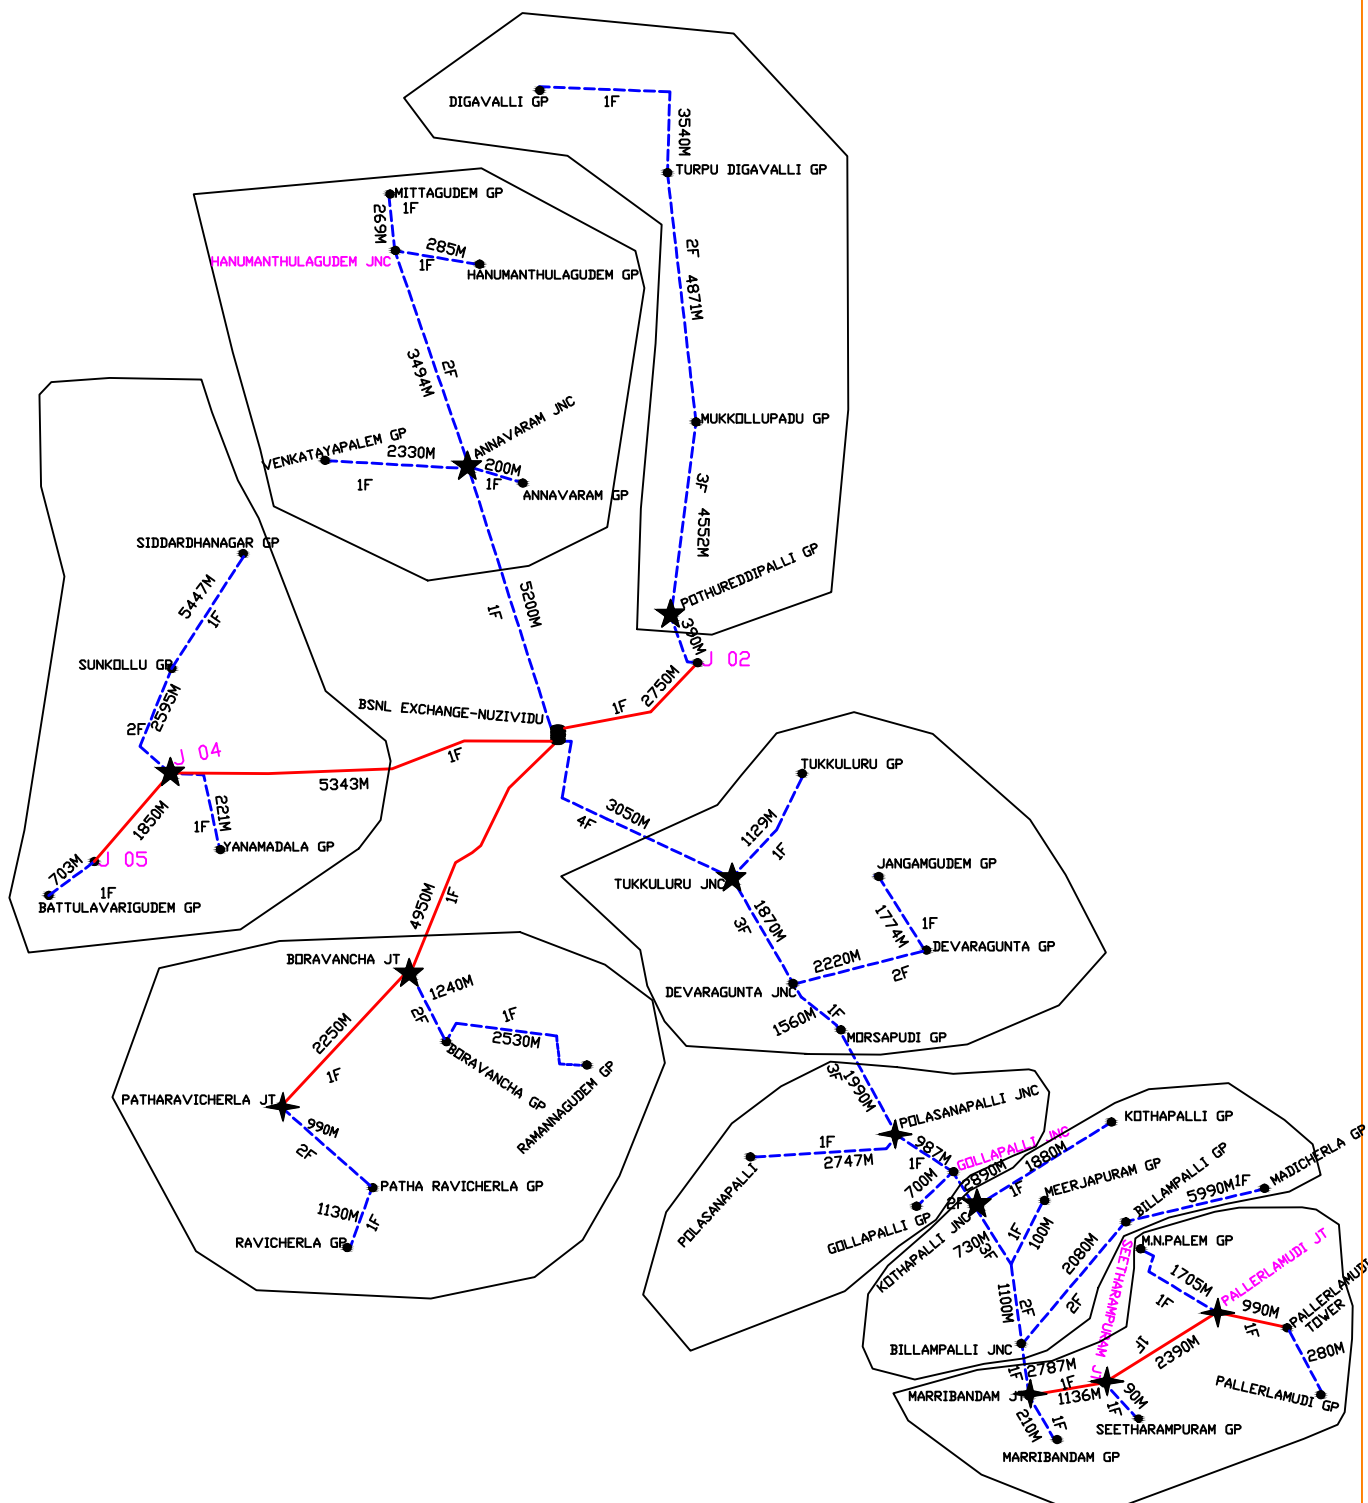 DIGAVALLI GP
1F
3540M
TURPU DIGAVALLI GP
2F 4871M
MUKKOLLUPADU GP
3F 4552M
POTHUREDDIPALLI GP
390M
J 02
2750M
1F
MITTAGUDEM GP
1F
269M
285M
1F
HANUMANTHULAGUDEM JNC
HANUMANTHULAGUDEM GP
2F
3494M
ANNAVARAM JNC
VENKATAYAPALEM GP
2330M
1F
200M
1F
ANNAVARAM GP
5200M
1F
BSNL EXCHANGE-NUZIVIDU
SIDDARDHANAGAR GP
5447M
1F
SUNKOLLU GP
2595M
2F
J 04
5343M
1F
1850M
221M
1F
YANAMADALA GP
J 05
703M
1F
BATTULAVARIGUDEM GP
4950M
1F
BORAVANCHA JT
1240M
2F
1F
2530M
BORAVANCHA GP
RAMANNAGUDEM GP
2250M
1F
PATHARAVICHERLA JT
990M
2F
PATHA RAVICHERLA GP
1130M
1F
RAVICHERLA GP
3050M
4F
TUKKULURU GP
1129M
1F
TUKKULURU JNC
JANGAMGUDEM GP
1774M
1F
1870M
3F
DEVARAGUNTA GP
2220M
2F
DEVARAGUNTA JNC
1560M
1F
MORSAPUDI GP
3F
1990M
POLASANAPALLI JNC
1F
2747M
POLASANAPALLI
987M
1F
GOLLAPALLI JNC
700M
GOLLAPALLI GP
2890M
2F
KOTHAPALLI JNC
KOTHAPALLI GP
1880M
1F
MEERJAPURAM GP
1F
100M
730M
3F
BILLAMPALLI GP
5990M1F
MADICHERLA GP
2080M
2F
1100M
2F
BILLAMPALLI JNC
2787M
1F
MARRIBANDAM JT
1F
1136M
210M
1F
MARRIBANDAM GP
SEETHARAMPURAM JT
90M
1F
SEETHARAMPURAM GP
M.N.PALEM GP
1705M
1F
PALLERLAMUDI JT
1F
2390M
990M
1F
PALLERLAMUDI
TOWER
280M
PALLERLAMUDI GP